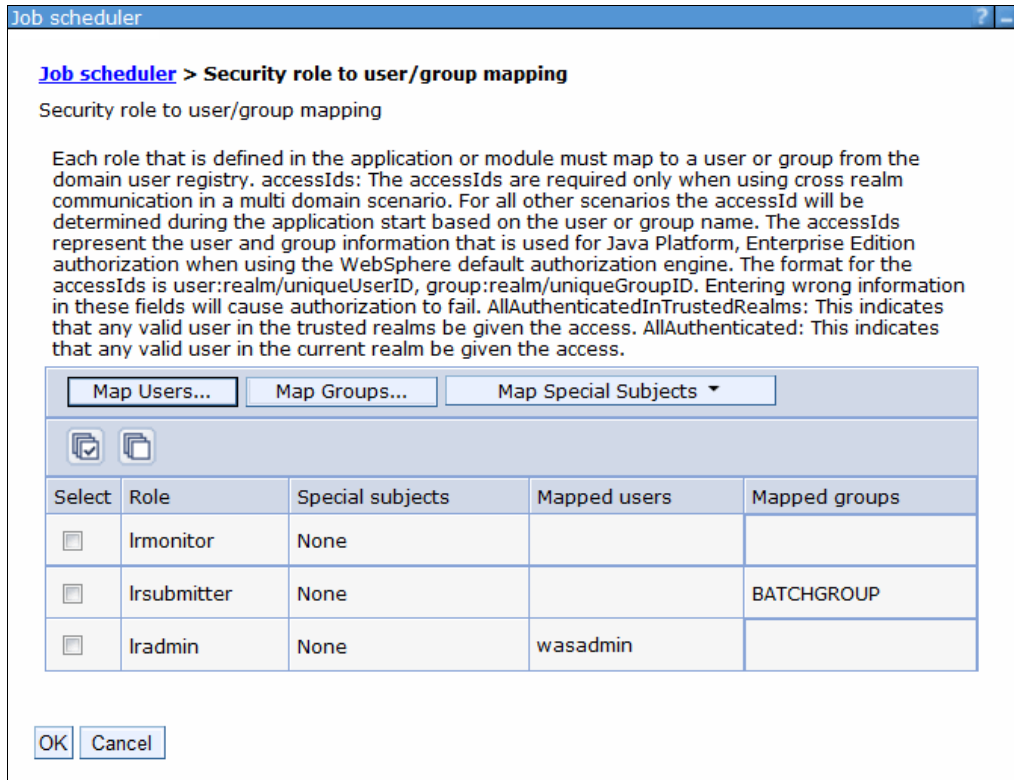 Job scheduler ? –
Job scheduler > Security role to user/group mapping
Security role to user/group mapping
Each role that is defined in the application or module must map to a user or group from the
domain user registry. accessIds: The accessIds are required only when using cross realm
communication in a multi domain scenario. For all other scenarios the accessId will be
determined during the application start based on the user or group name. The accessIds
represent the user and group information that is used for Java Platform, Enterprise Edition
authorization when using the WebSphere default authorization engine. The format for the
accessIds is user:realm/uniqueUserID, group:realm/uniqueGroupID. Entering wrong information
in these fields will cause authorization to fail. AllAuthenticatedInTrustedRealms: This indicates
that any valid user in the trusted realms be given the access. AllAuthenticated: This indicates
that any valid user in the current realm be given the access.
Map Users... Map Groups... Map Special Subjects
Select Role Special subjects Mapped users Mapped groups
lrmonitor None
lrsubmitter None BATCHGROUP
lradmin None wasadmin
OK Cancel